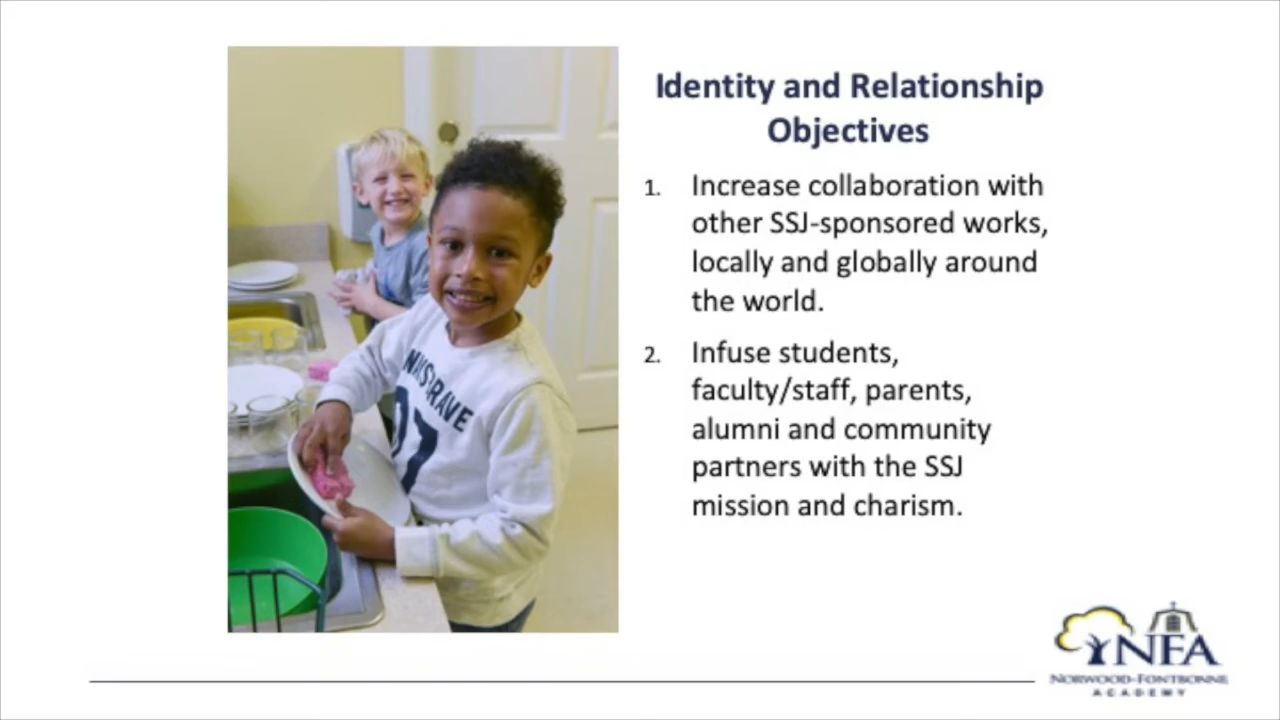 Identity and Relationship
Objectives
1. Increase collaboration with
other SSJ-sponsored works,
locally and globally around
the world.
2. Infuse students,
faculty/staff, parents,
alumni and community
partners with the SSJ
mission and charism.
07
NFA
NORWOOD-FONTBONNE
ACADEMY